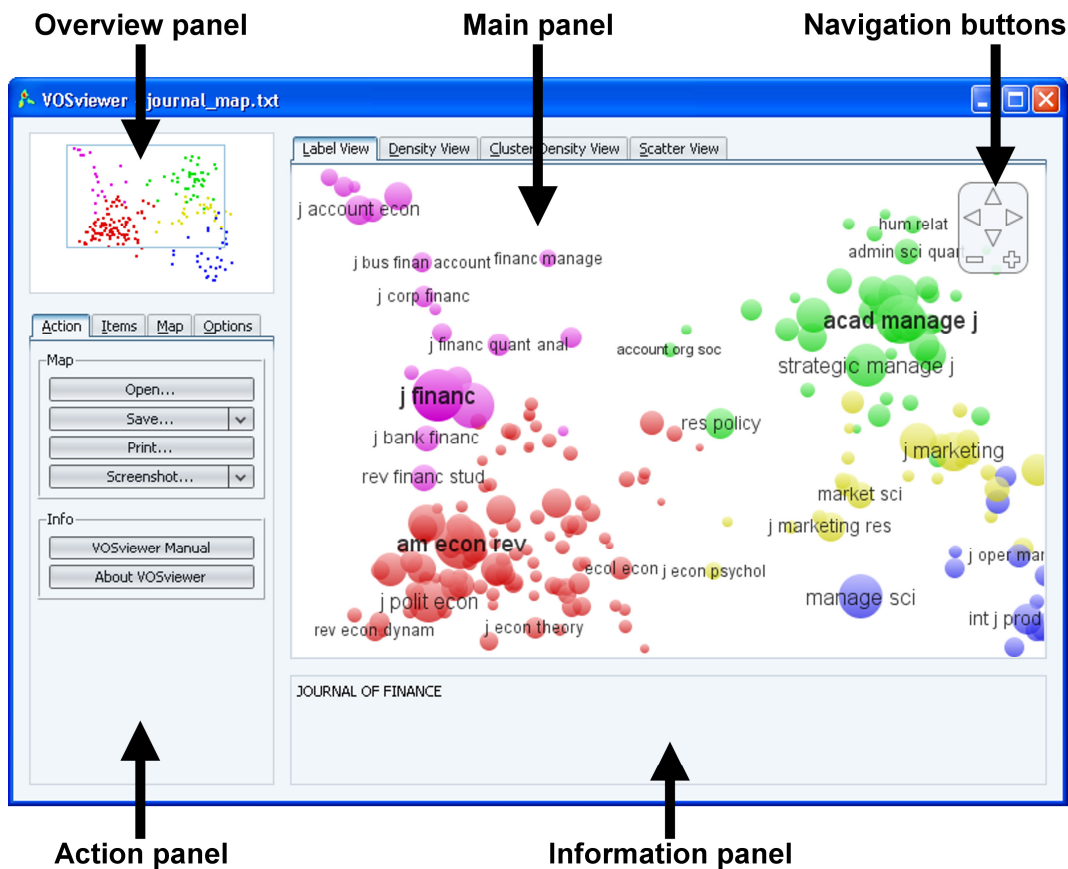 Overview panel
Main panel
Navigation buttons
VOSviewer - journal_map.txt
Label View
Density View
Cluster Density View
Scatter View
j account econ
hum relat
admin sci quart
j bus finan account
financ manage
j corp financ
acad manage j
j financ quant anal
account org soc
strategic manage j
j financ
res policy
j bank financ
j marketing
rev financ stud
market sci
j marketing res
am econ rev
j oper man
ecol econ
j econ psychol
j polit econ
manage sci
int j prod
rev econ dynam
j econ theory
Action
Items
Map
Options
Map
Open...
Save...
Print...
Screenshot...
Info
VOSviewer Manual
About VOSviewer
JOURNAL OF FINANCE
Action panel
Information panel